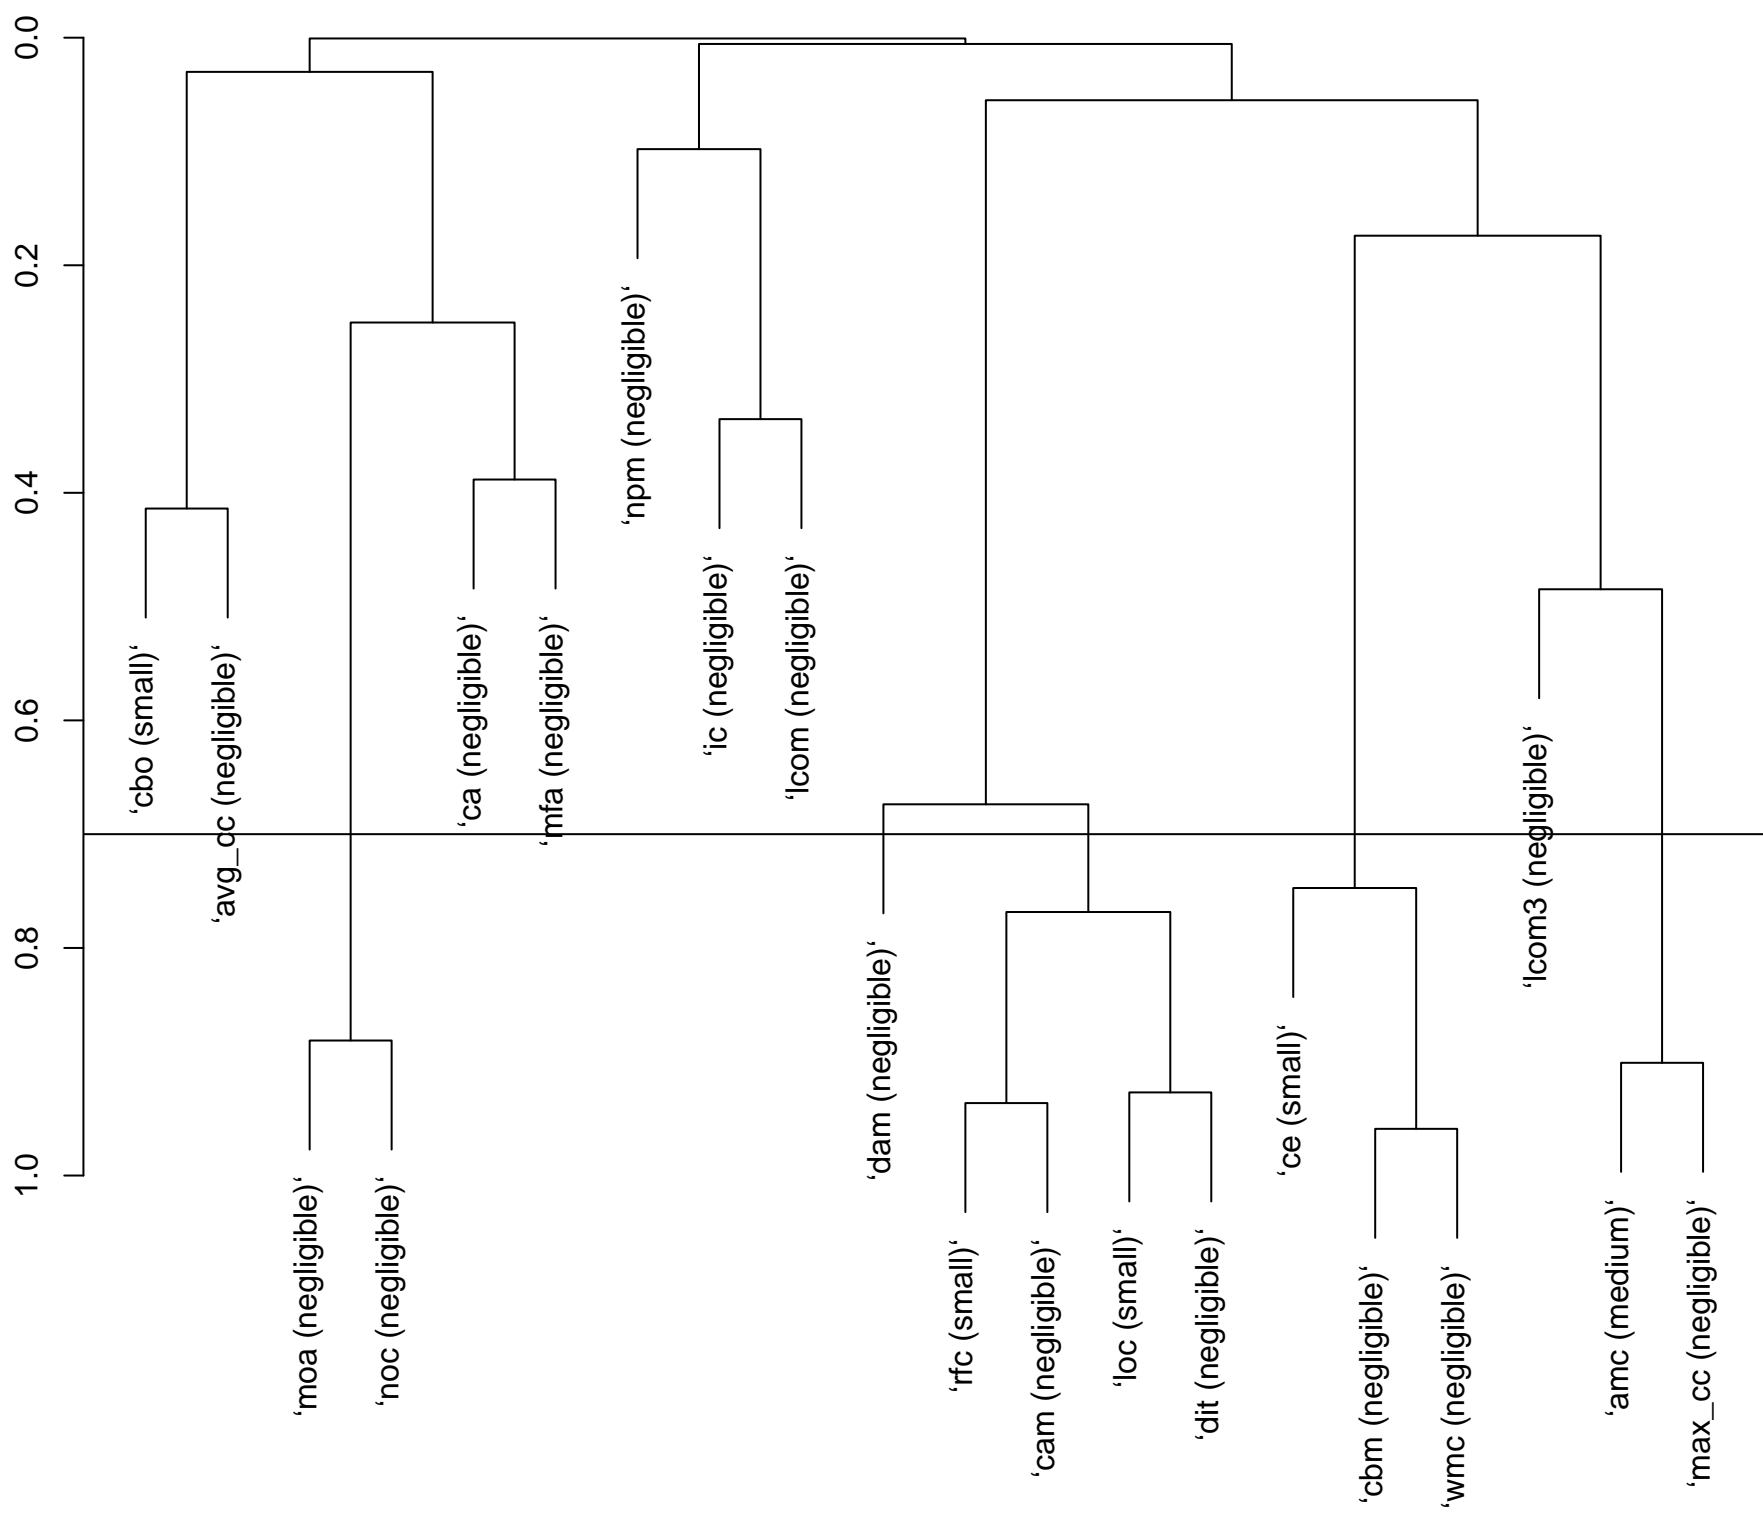 0.0
0.2
0.4
0.6
0.8
1.0
‘cbo (small)‘
‘avg_cc (negligible)‘
‘moa (negligible)‘
‘noc (negligible)‘
‘ca (negligible)‘
‘mfa (negligible)‘
‘npm (negligible)‘
‘ic (negligible)‘
‘lcom (negligible)‘
‘dam (negligible)‘
‘rfc (small)‘
‘cam (negligible)‘
‘loc (small)‘
‘dit (negligible)‘
‘ce (small)‘
‘cbm (negligible)‘
‘wmc (negligible)‘
‘lcom3 (negligible)‘
‘amc (medium)‘
‘max_cc (negligible)‘